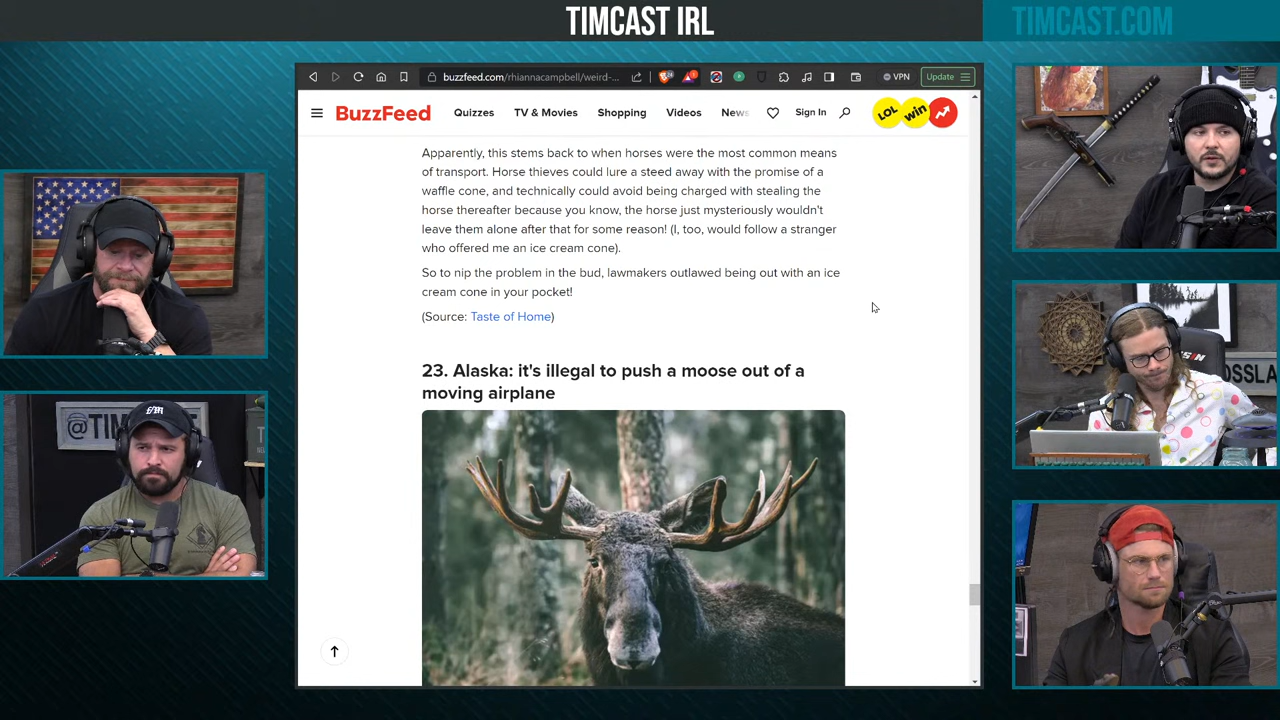 TIMCAST IRL
TIMCAST.COM
buzzfeed.com/rhiannacampbell/weird-...
VPN
Update
BuzzFeed
Quizzes
TV & Movies
Shopping
Videos
News
Sign In
LOL
win
Apparently, this stems back to when horses were the most common means
of transport. Horse thieves could lure a steed away with the promise of a
waffle cone, and technically could avoid being charged with stealing the
horse thereafter because you know, the horse just mysteriously wouldn't
leave them alone after that for some reason! (I, too, would follow a stranger
who offered me an ice cream cone).
So to nip the problem in the bud, lawmakers outlawed being out with an ice
cream cone in your pocket!
(Source: Taste of Home)
23. Alaska: it's illegal to push a moose out of a
moving airplane